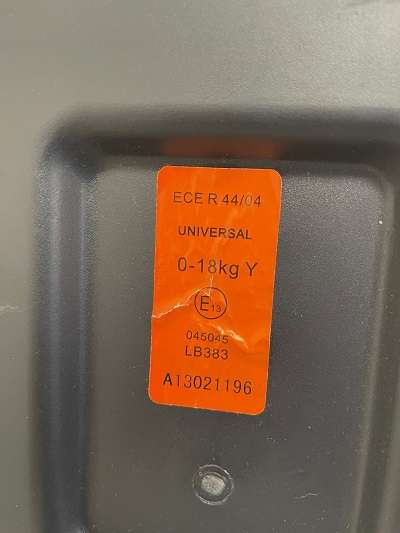 ECE R 44/04
UNIVERSAL
0-18kg Y
E13
045045
LB383
A13021196